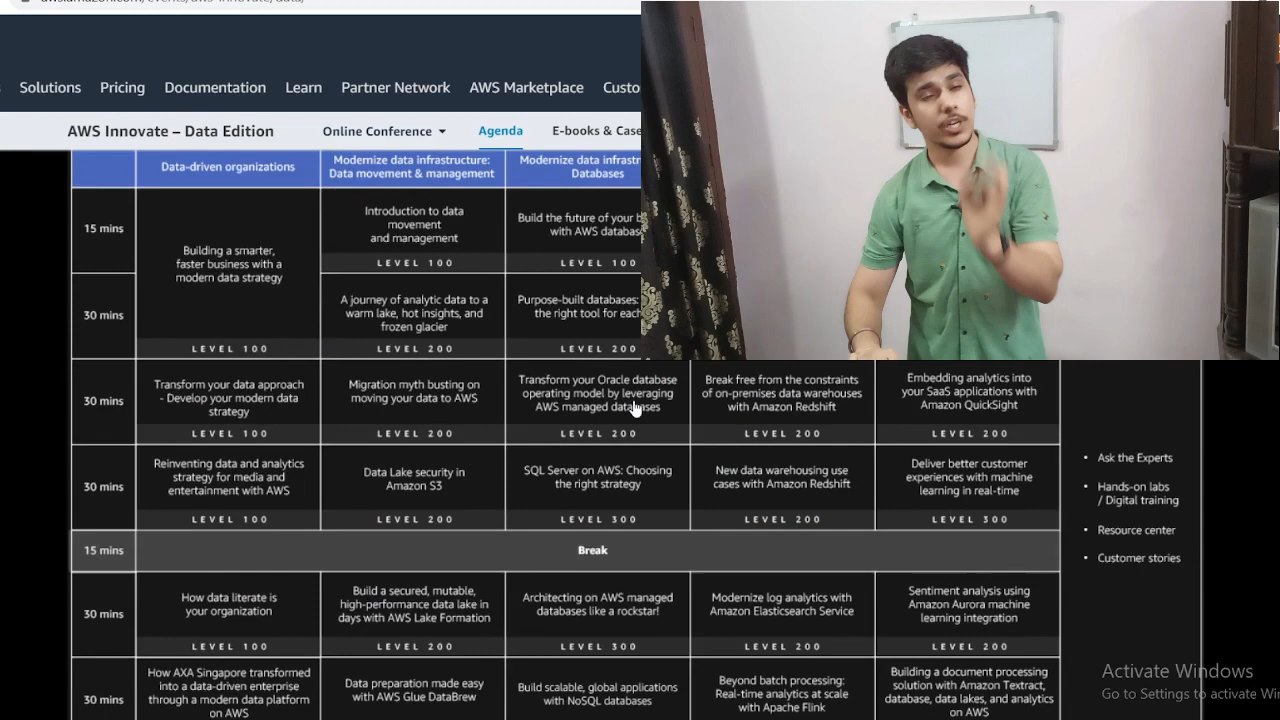 Solutions Pricing Documentation Learn Partner Network AWS Marketplace Custo
AWS Innovate – Data Edition Online Conference Agenda E-books & Case
Data-driven organizations
Modernize data infrastructure:
Data movement & management
Modernize data infrast
Databases
15 mins
Building a smarter,
faster business with a
modern data strategy
LEVEL 100
Introduction to data
movement
and management
LEVEL 100
Build the future of your b
with AWS databas
LEVEL 100
30 mins
A journey of analytic data to a
warm lake, hot insights, and
frozen glacier
LEVEL 200
Purpose-built databases:
the right tool for each
LEVEL 200
30 mins
Transform your data approach
- Develop your modern data
strategy
LEVEL 100
Migration myth busting on
moving your data to AWS
LEVEL 200
Transform your Oracle database
operating model by leveraging
AWS managed databases
LEVEL 200
Break free from the constraints
of on-premises data warehouses
with Amazon Redshift
LEVEL 200
Embedding analytics into
your SaaS applications with
Amazon QuickSight
LEVEL 200
30 mins
Reinventing data and analytics
strategy for media and
entertainment with AWS
LEVEL 100
Data Lake security in
Amazon S3
LEVEL 200
SQL Server on AWS: Choosing
the right strategy
LEVEL 300
New data warehousing use
cases with Amazon Redshift
LEVEL 200
Deliver better customer
experiences with machine
learning in real-time
LEVEL 300
15 mins
Break
30 mins
How data literate is
your organization
LEVEL 100
Build a secured, mutable,
high-performance data lake in
days with AWS Lake Formation
LEVEL 200
Architecting on AWS managed
databases like a rockstar!
LEVEL 300
Modernize log analytics with
Amazon Elasticsearch Service
LEVEL 200
Sentiment analysis using
Amazon Aurora machine
learning integration
LEVEL 200
30 mins
How AXA Singapore transformed
into a data-driven enterprise
through a modern data platform
on AWS
Data preparation made easy
with AWS Glue DataBrew
Build scalable, global applications
with NoSQL databases
Beyond batch processing:
Real-time analytics at scale
with Apache Flink
Building a document processing
solution with Amazon Textract,
database, data lakes, and analytics
on AWS
• Ask the Experts
• Hands-on labs
/ Digital training
• Resource center
• Customer stories
Activate Windows
Go to Settings to activate Wi